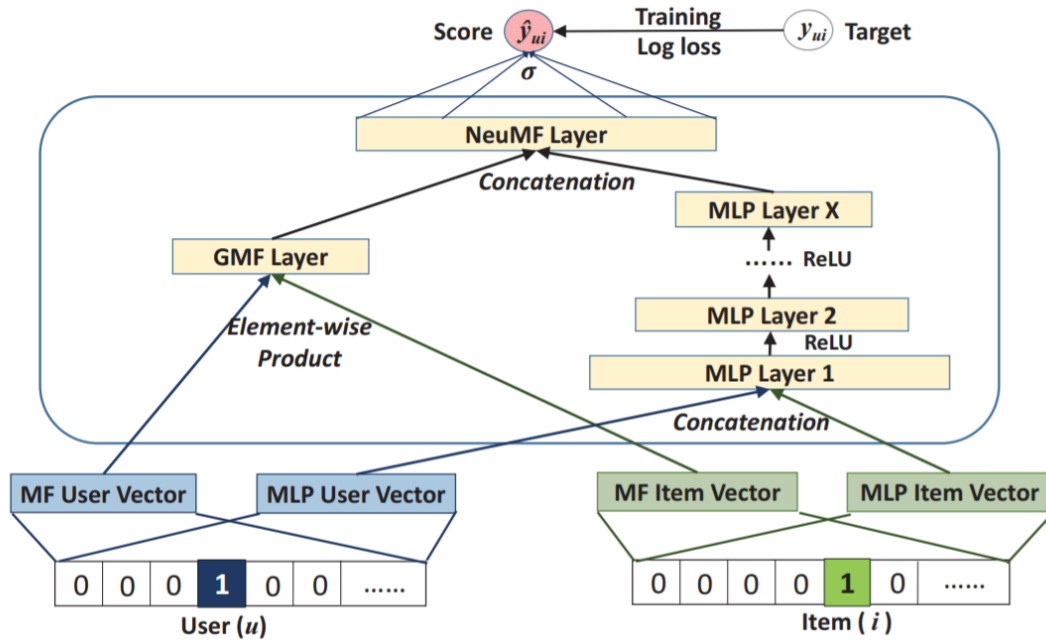 Score ŷui Training yui Target
Log loss
σ
NeuMF Layer
Concatenation
MLP Layer X
GMF Layer
...... ReLU
Element-wise
Product
MLP Layer 2
ReLU
MLP Layer 1
Concatenation
MF User Vector MLP User Vector MF Item Vector MLP Item Vector
0 0 0 1 0 0 ...... 0 0 0 0 1 0 ......
User (u) Item ( i )